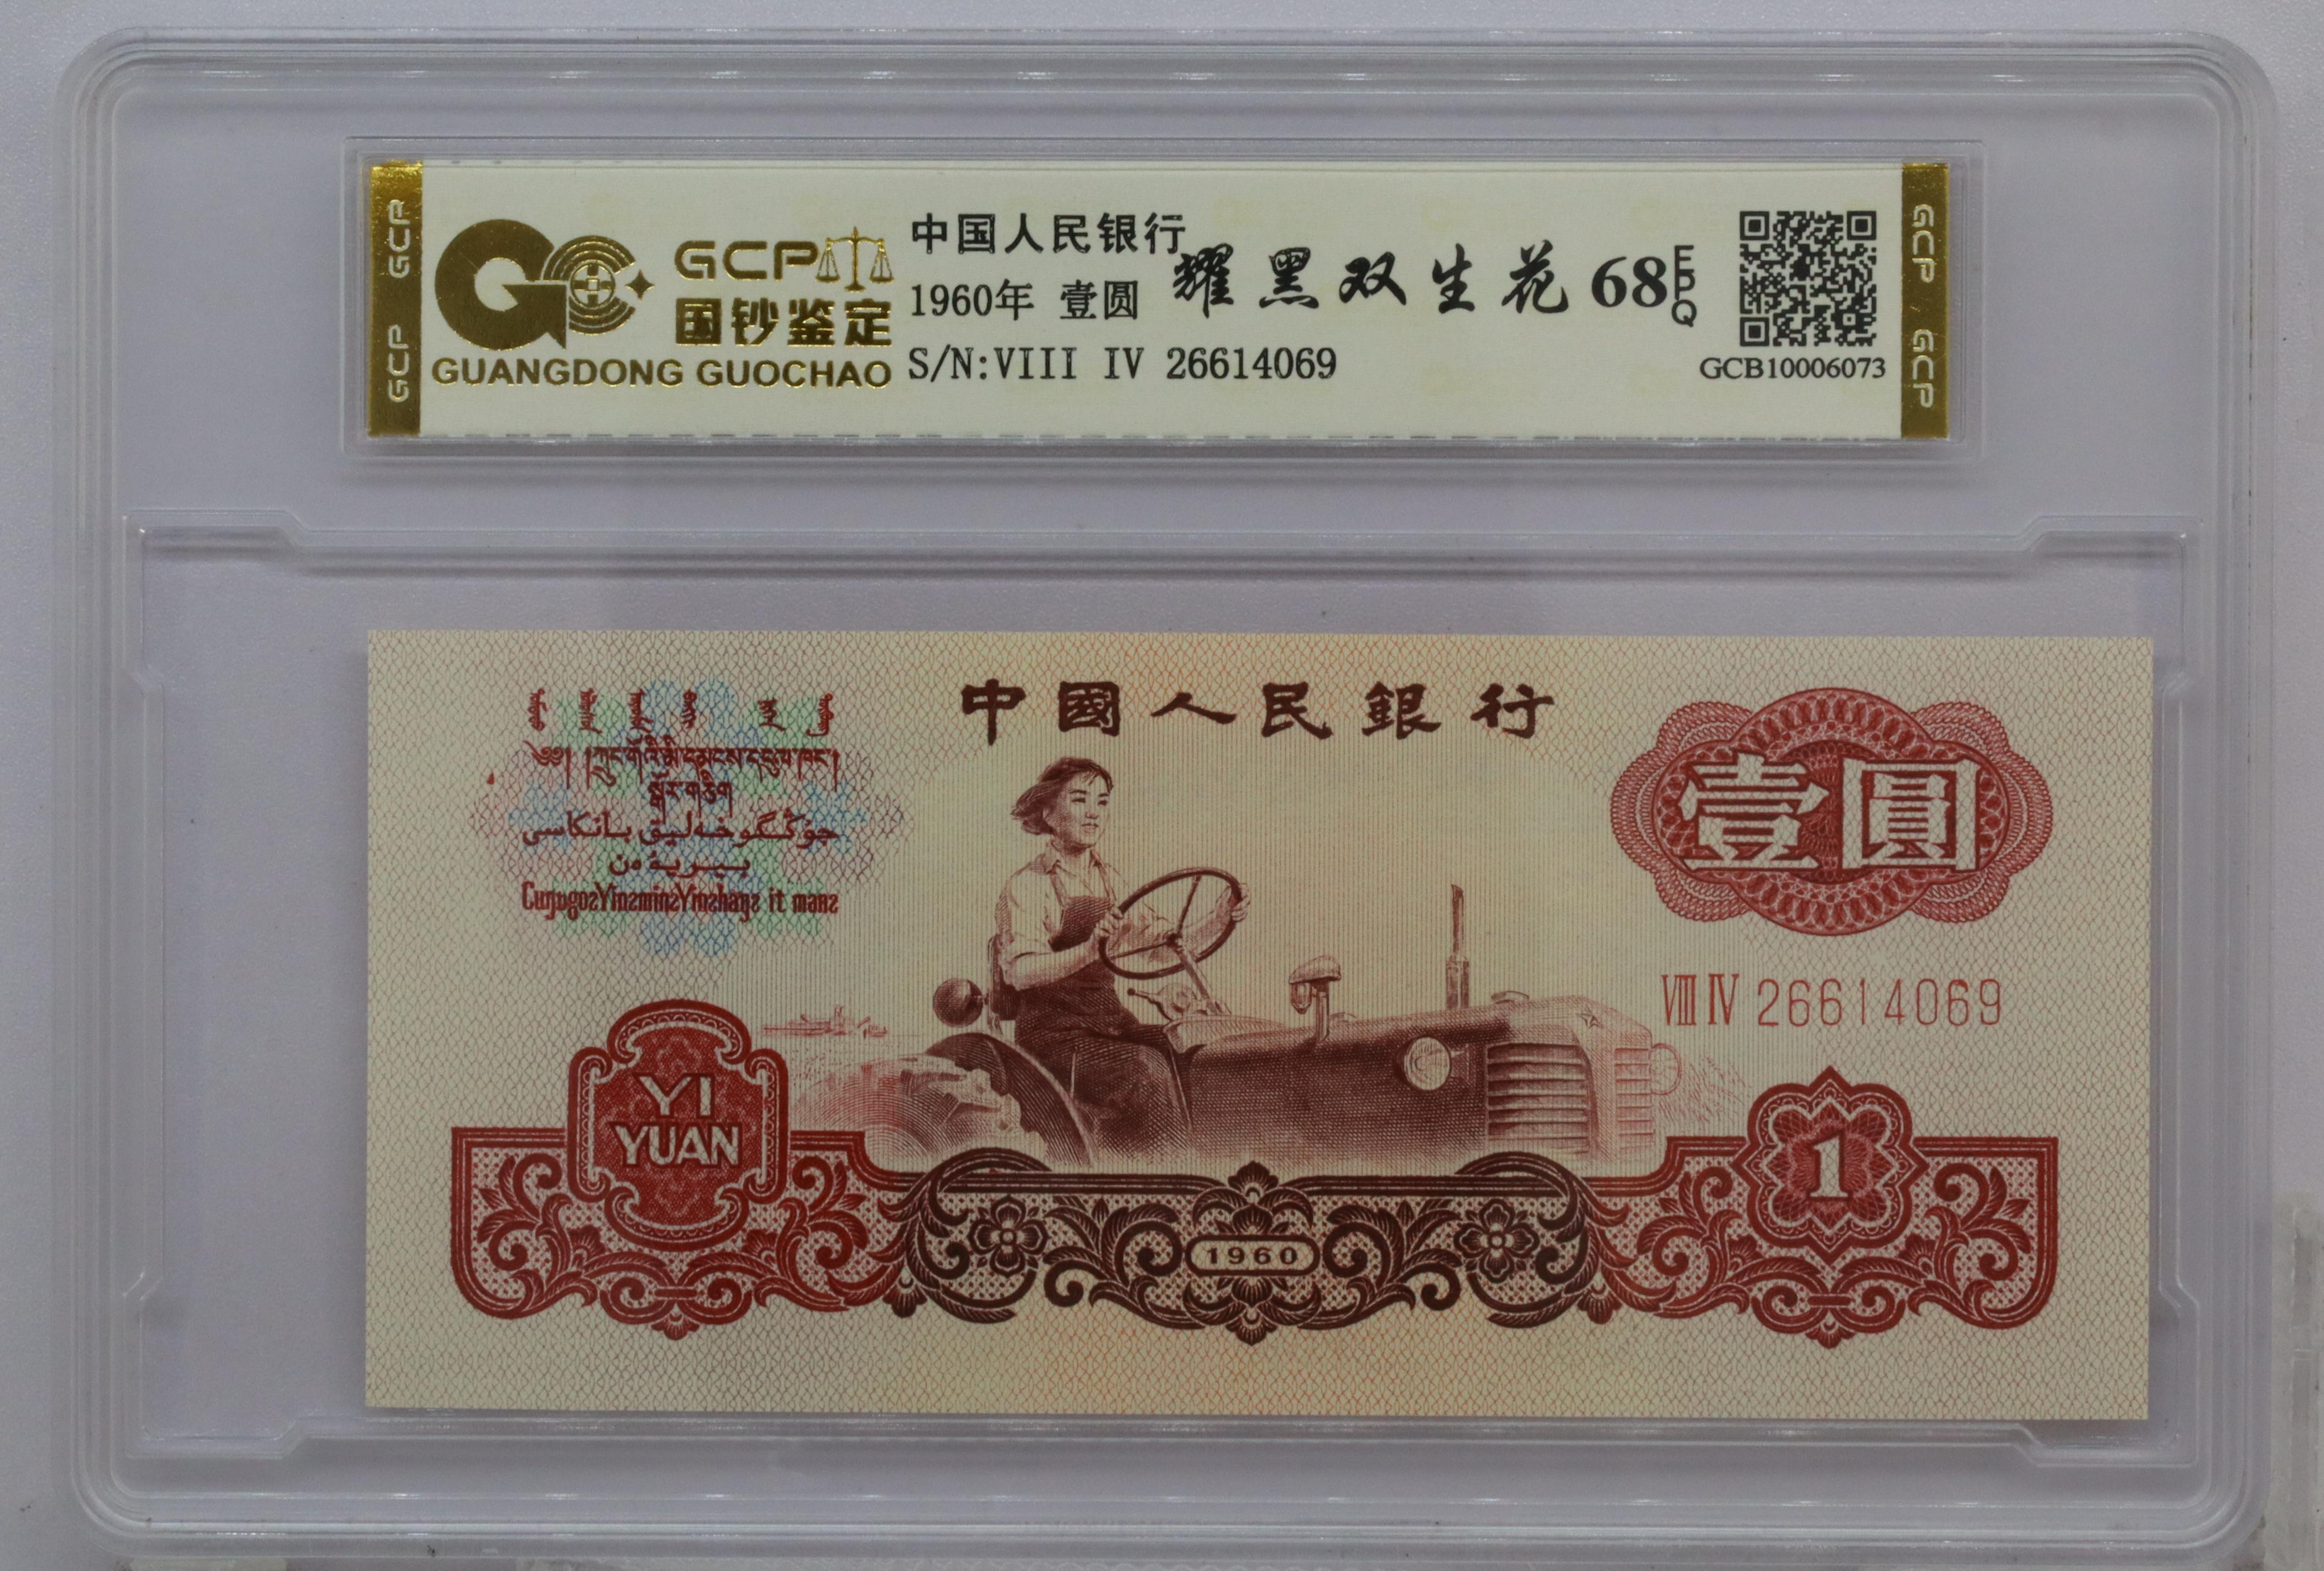 GCP GCP
GCP
国钞鉴定
GUANGDONG GUOCHAO
中国人民银行
1960年 壹圆
S/N:VIII IV 26614069
耀黑双生花 68 EPQ
GCB10006073
GCP / GCP
中國人民銀行
壹圓
VIII IV 26614069
YI
YUAN
1
1960